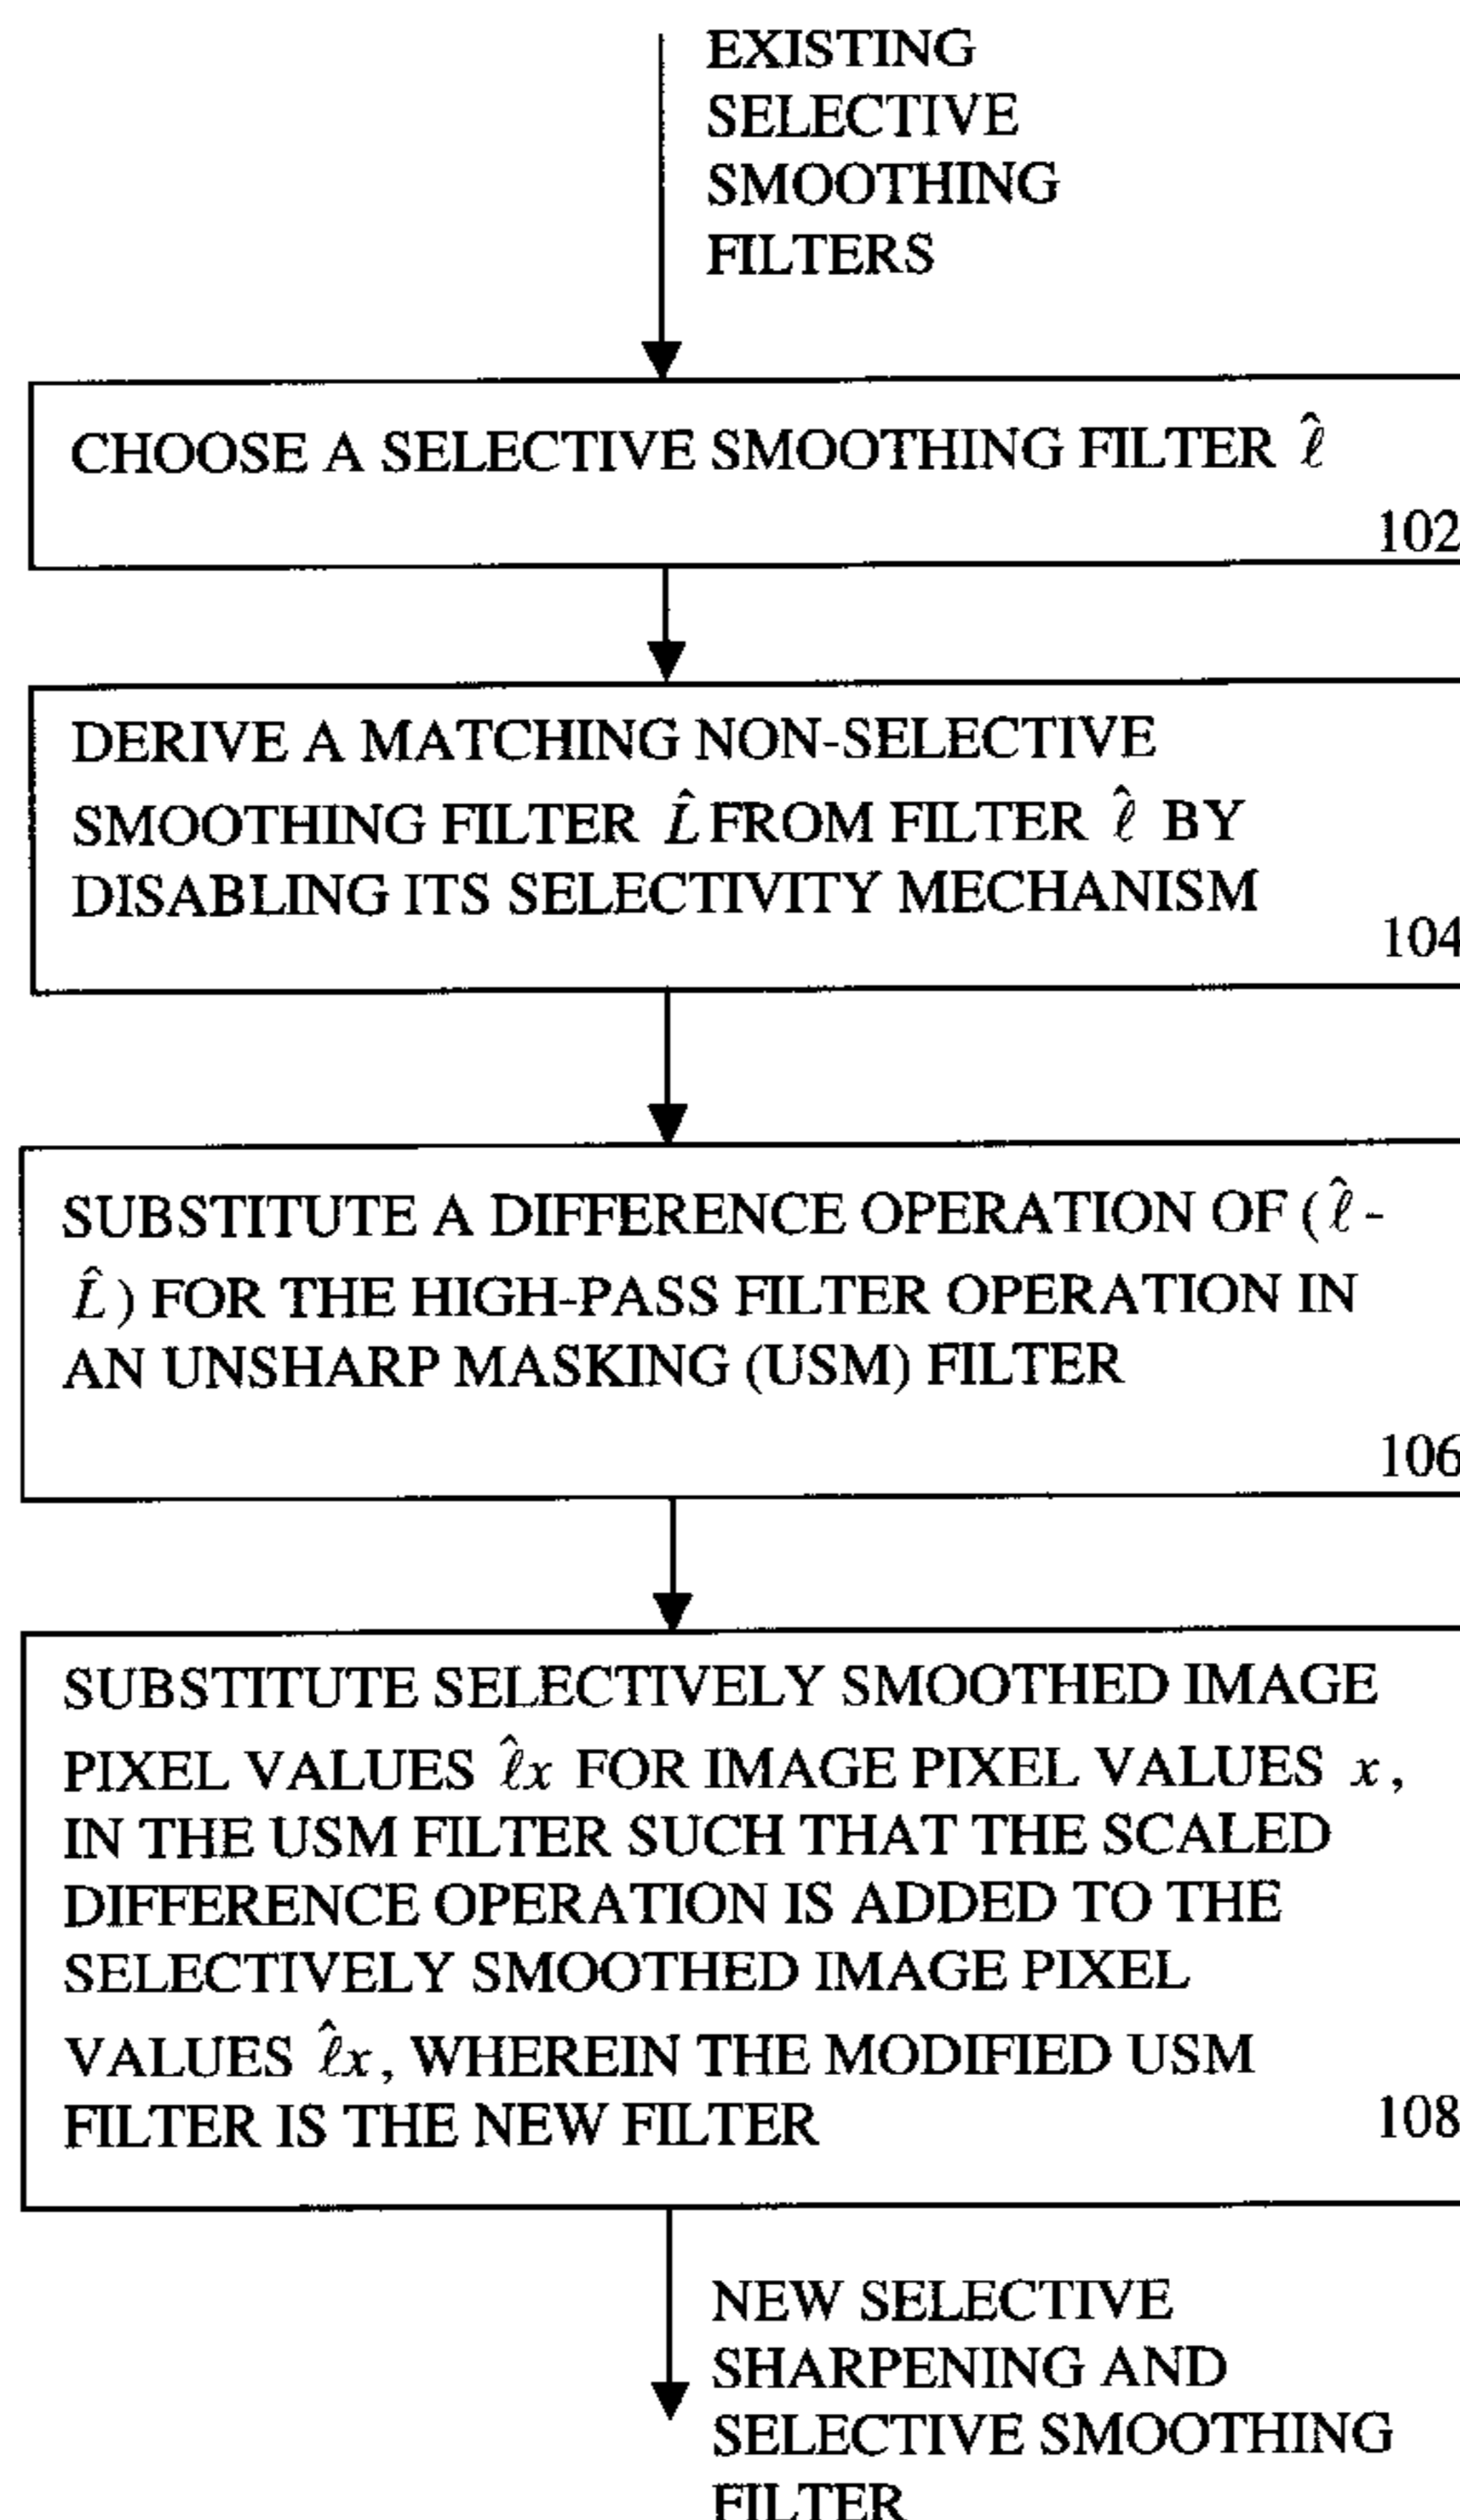 EXISTING
SELECTIVE
SMOOTHING
FILTERS
CHOOSE A SELECTIVE SMOOTHING FILTER ℓ̂
102
DERIVE A MATCHING NON-SELECTIVE
SMOOTHING FILTER L̂ FROM FILTER ℓ̂ BY
DISABLING ITS SELECTIVITY MECHANISM
104
SUBSTITUTE A DIFFERENCE OPERATION OF (ℓ̂ -
L̂) FOR THE HIGH-PASS FILTER OPERATION IN
AN UNSHARP MASKING (USM) FILTER
106
SUBSTITUTE SELECTIVELY SMOOTHED IMAGE
PIXEL VALUES ℓ̂x FOR IMAGE PIXEL VALUES x,
IN THE USM FILTER SUCH THAT THE SCALED
DIFFERENCE OPERATION IS ADDED TO THE
SELECTIVELY SMOOTHED IMAGE PIXEL
VALUES ℓ̂x, WHEREIN THE MODIFIED USM
FILTER IS THE NEW FILTER
108
NEW SELECTIVE
SHARPENING AND
SELECTIVE SMOOTHING
FILTER